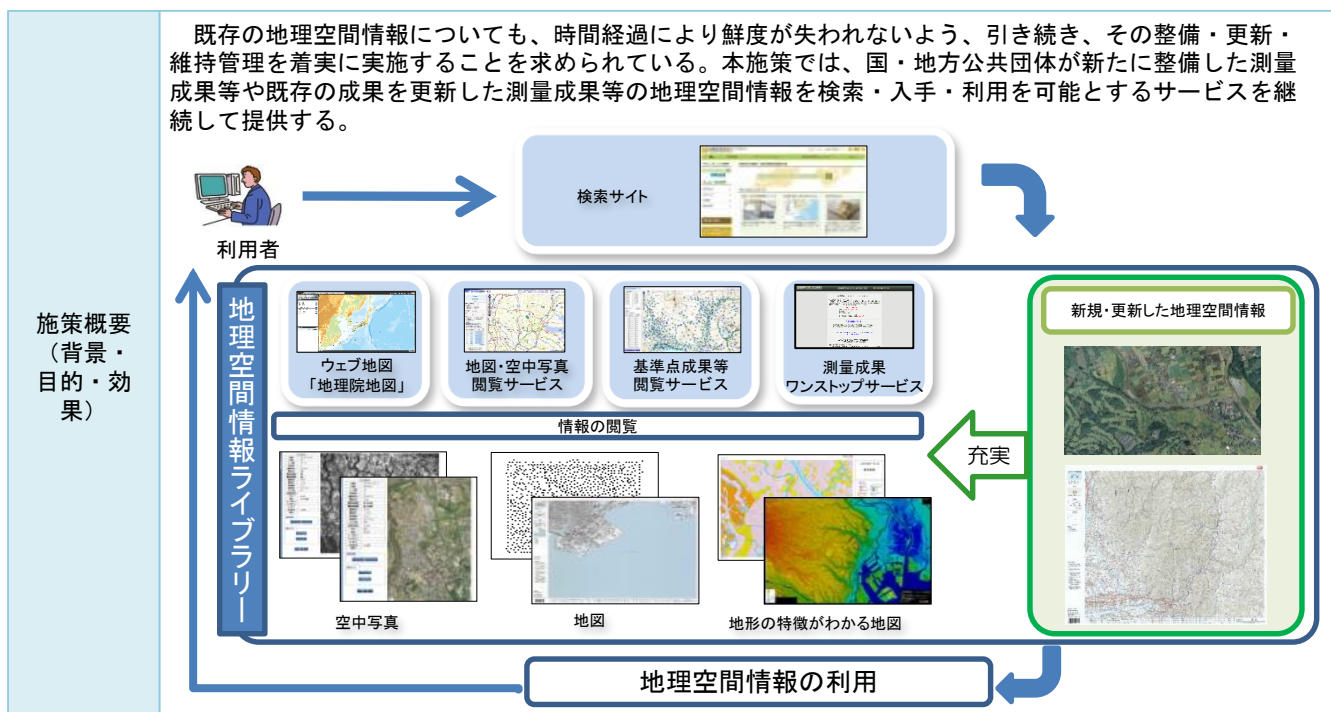 施策概要
（背景・
目的・効
果）
既存の地理空間情報についても、時間経過により鮮度が失われないよう、引き続き、その整備・更新・
維持管理を着実に実施することを求められている。本施策では、国・地方公共団体が新たに整備した測量
成果等や既存の成果を更新した測量成果等の地理空間情報を検索・入手・利用を可能とするサービスを継
続して提供する。
利用者
検索サイト
地理空間情報ライブラリー
ウェブ地図
「地理院地図」
地図・空中写真
閲覧サービス
基準点成果等
閲覧サービス
測量成果
ワンストップサービス
情報の閲覧
空中写真
地図
地形の特徴がわかる地図
充実
新規・更新した地理空間情報
地理空間情報の利用